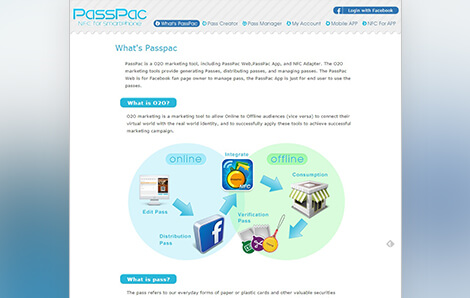 PassPac
NFC for smartphone
Login with Facebook
What's PassPac Pass Creator Pass Manager My Account Mobile APP NFC For APP
What's Passpac
PassPac is a O2O marketing tool, including PassPac Web,PassPac App, and NFC Adapter. The O2O
marketing tools provide generating Passes, distributing passes, and managing passes. The PassPac
Web is for Facebook fan page owner to manage pass, the PassPac App is just for end user to use the
passes.
What is O2O?
O2O marketing is a marketing tool to allow Online to Offline audiences (vice versa) to connect their
virtual world with the real world identity, and to successfully apply these tools to achieve successful
marketing campaign.
online
Integrate
offline
NFC
Consumption
Edit Pass
Distribution
Pass
Verification
Pass
What is pass?
The pass refers to our everyday forms of paper or plastic cards and other valuable securities